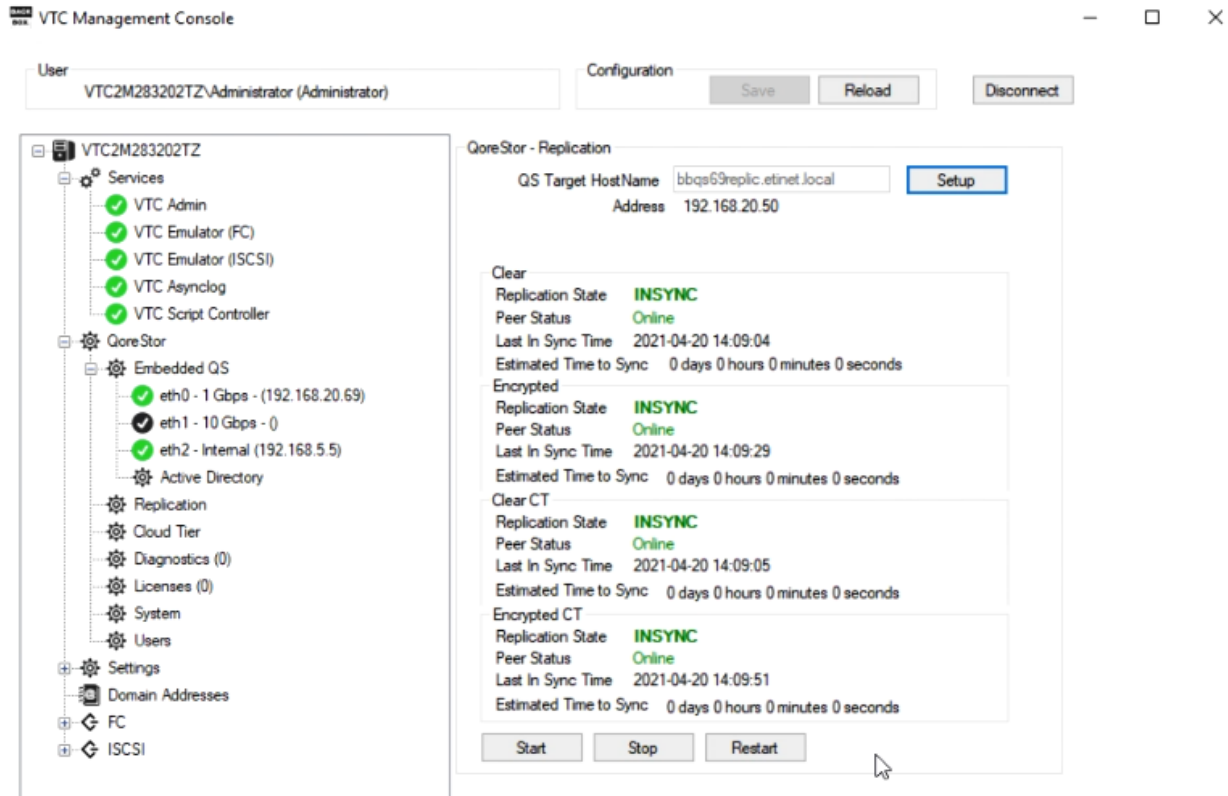 BACK
BOX.
VTC Management Console
User
VTC2M283202TZ\Administrator (Administrator)
Configuration
Save
Reload
Disconnect
VTC2M283202TZ
Services
VTC Admin
VTC Emulator (FC)
VTC Emulator (ISCSI)
VTC Asynclog
VTC Script Controller
QoreStor
Embedded QS
eth0 - 1 Gbps - (192.168.20.69)
eth1 - 10 Gbps - ()
eth2 - Internal (192.168.5.5)
Active Directory
Replication
Cloud Tier
Diagnostics (0)
Licenses (0)
System
Users
Settings
Domain Addresses
FC
ISCSI
QoreStor - Replication
QS Target HostName bbqs69replic.etinet.local Setup
Address 192.168.20.50
Clear
Replication State INSYNC
Peer Status Online
Last In Sync Time 2021-04-20 14:09:04
Estimated Time to Sync 0 days 0 hours 0 minutes 0 seconds
Encrypted
Replication State INSYNC
Peer Status Online
Last In Sync Time 2021-04-20 14:09:29
Estimated Time to Sync 0 days 0 hours 0 minutes 0 seconds
Clear CT
Replication State INSYNC
Peer Status Online
Last In Sync Time 2021-04-20 14:09:05
Estimated Time to Sync 0 days 0 hours 0 minutes 0 seconds
Encrypted CT
Replication State INSYNC
Peer Status Online
Last In Sync Time 2021-04-20 14:09:51
Estimated Time to Sync 0 days 0 hours 0 minutes 0 seconds
Start Stop Restart